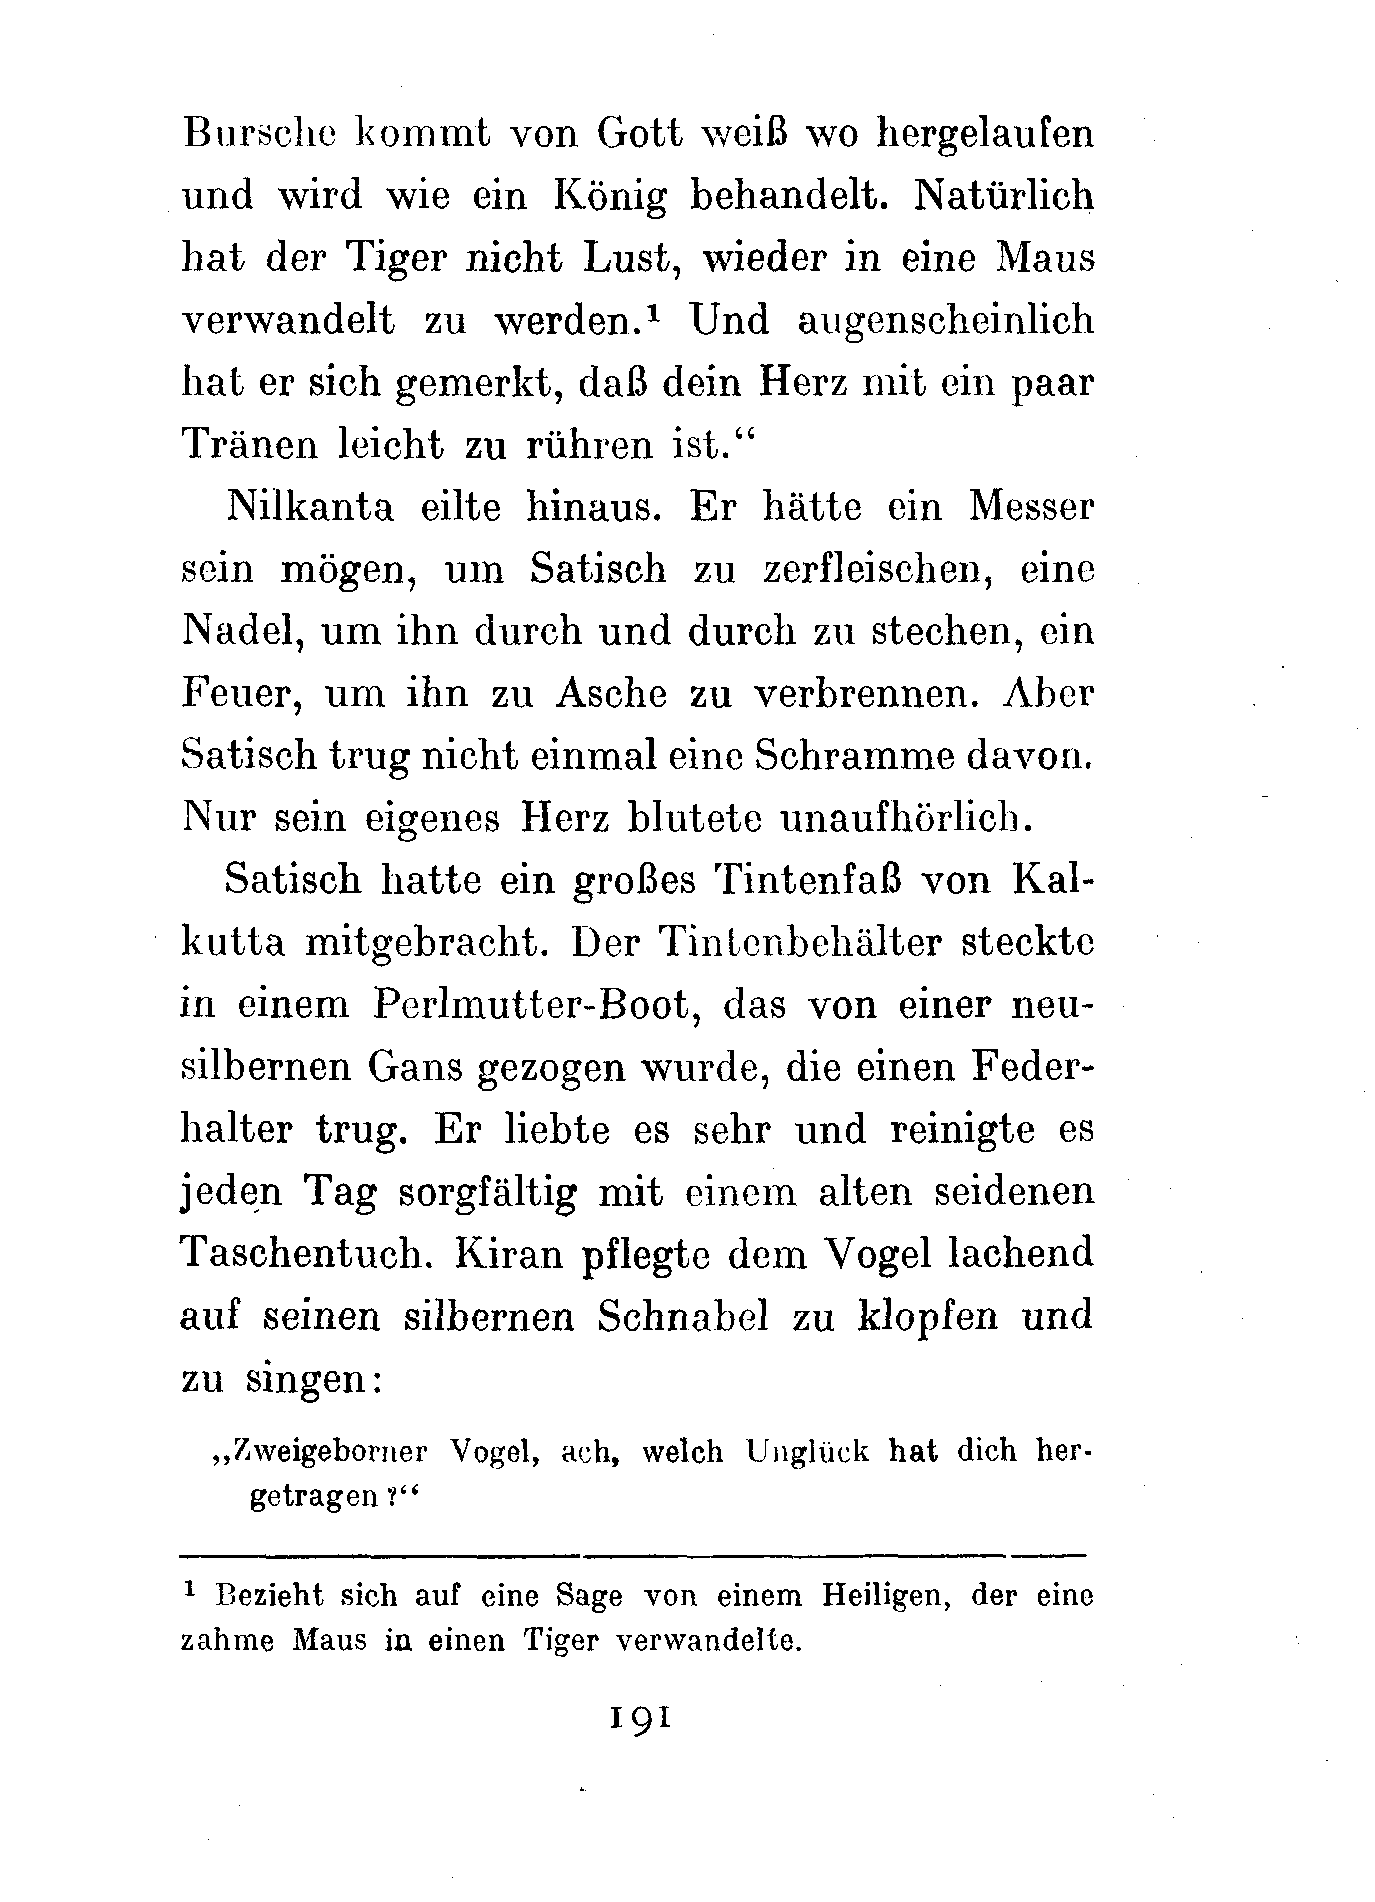 Bursche kommt von Gott weiß wo hergelaufen
und wird wie ein König behandelt. Natürlich
hat der Tiger nicht Lust, wieder in eine Maus
verwandelt zu werden.¹ Und augenscheinlich
hat er sich gemerkt, daß dein Herz mit ein paar
Tränen leicht zu rühren ist.“
Nilkanta eilte hinaus. Er hätte ein Messer
sein mögen, um Satisch zu zerfleischen, eine
Nadel, um ihn durch und durch zu stechen, ein
Feuer, um ihn zu Asche zu verbrennen. Aber
Satisch trug nicht einmal eine Schramme davon.
Nur sein eigenes Herz blutete unaufhörlich.
Satisch hatte ein großes Tintenfaß von Kal-
kutta mitgebracht. Der Tintenbehälter steckte
in einem Perlmutter-Boot, das von einer neu-
silbernen Gans gezogen wurde, die einen Feder-
halter trug. Er liebte es sehr und reinigte es
jeden Tag sorgfältig mit einem alten seidenen
Taschentuch. Kiran pflegte dem Vogel lachend
auf seinen silbernen Schnabel zu klopfen und
zu singen:
„Zweigeborner Vogel, ach, welch Unglück hat dich her-
getragen?“
¹ Bezieht sich auf eine Sage von einem Heiligen, der eine
zahme Maus in einen Tiger verwandelte.
191